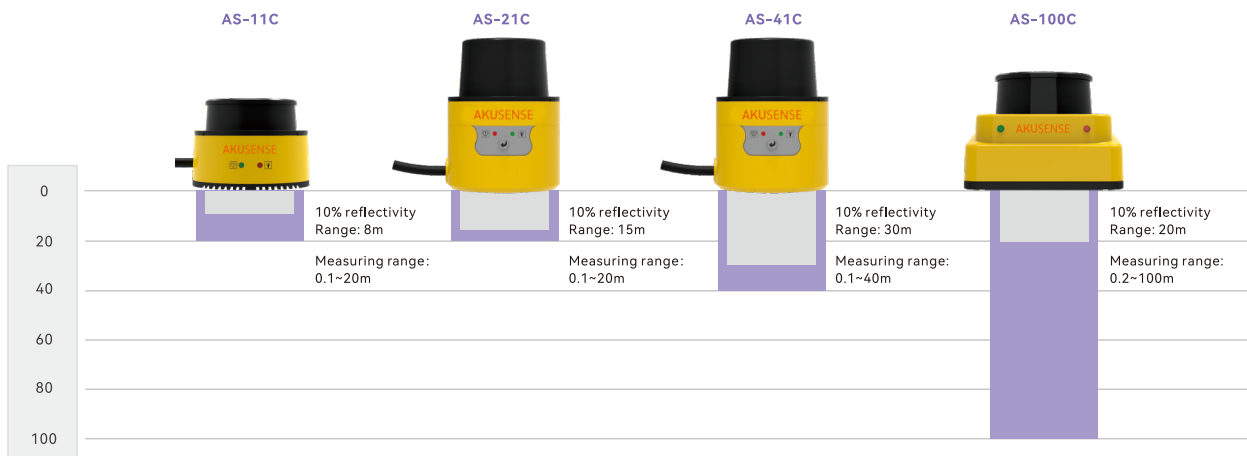 AS-11C
AS-21C
AS-41C
AS-100C
AKUSENSE
AKUSENSE
AKUSENSE
AKUSENSE
0
20
40
60
80
100
10% reflectivity
Range: 8m
Measuring range:
0.1~20m
10% reflectivity
Range: 15m
Measuring range:
0.1~20m
10% reflectivity
Range: 30m
Measuring range:
0.1~40m
10% reflectivity
Range: 20m
Measuring range:
0.2~100m